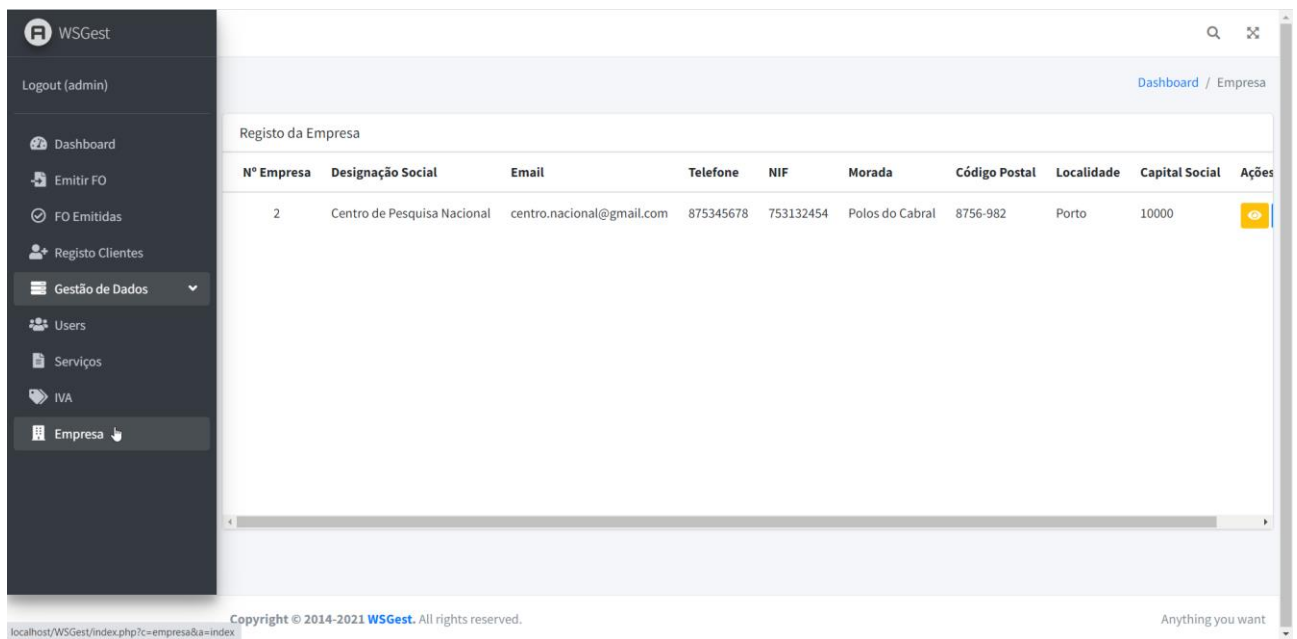 WSGest
Logout (admin)
Dashboard / Empresa
Dashboard
Emitir FO
FO Emitidas
Registo Clientes
Gestão de Dados
Users
Serviços
IVA
Empresa
Registo da Empresa
Nº Empresa Designação Social Email Telefone NIF Morada Código Postal Localidade Capital Social Ações
2 Centro de Pesquisa Nacional centro.nacional@gmail.com 875345678 753132454 Polos do Cabral 8756-982 Porto 10000
Copyright © 2014-2021 WSGest. All rights reserved. Anything you want
localhost/WSGest/index.php?c=empresa&a=index